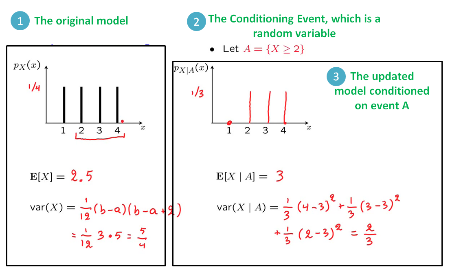 1 The original model
2 The Conditioning Event, which is a
random variable
• Let A = {X ≥ 2}
3 The updated
model conditioned
on event A
p_X(x)
1/4
1 2 3 4 x
E[X] = 2.5
var(X) = 1/12 (b-a)(b-a+2)
= 1/12 3 • 5 = 5/4
p_X|A(x)
1/3
1 2 3 4 x
E[X | A] = 3
var(X | A) = 1/3 (4-3)² + 1/3 (3-3)²
+ 1/3 (2-3)² = 2/3